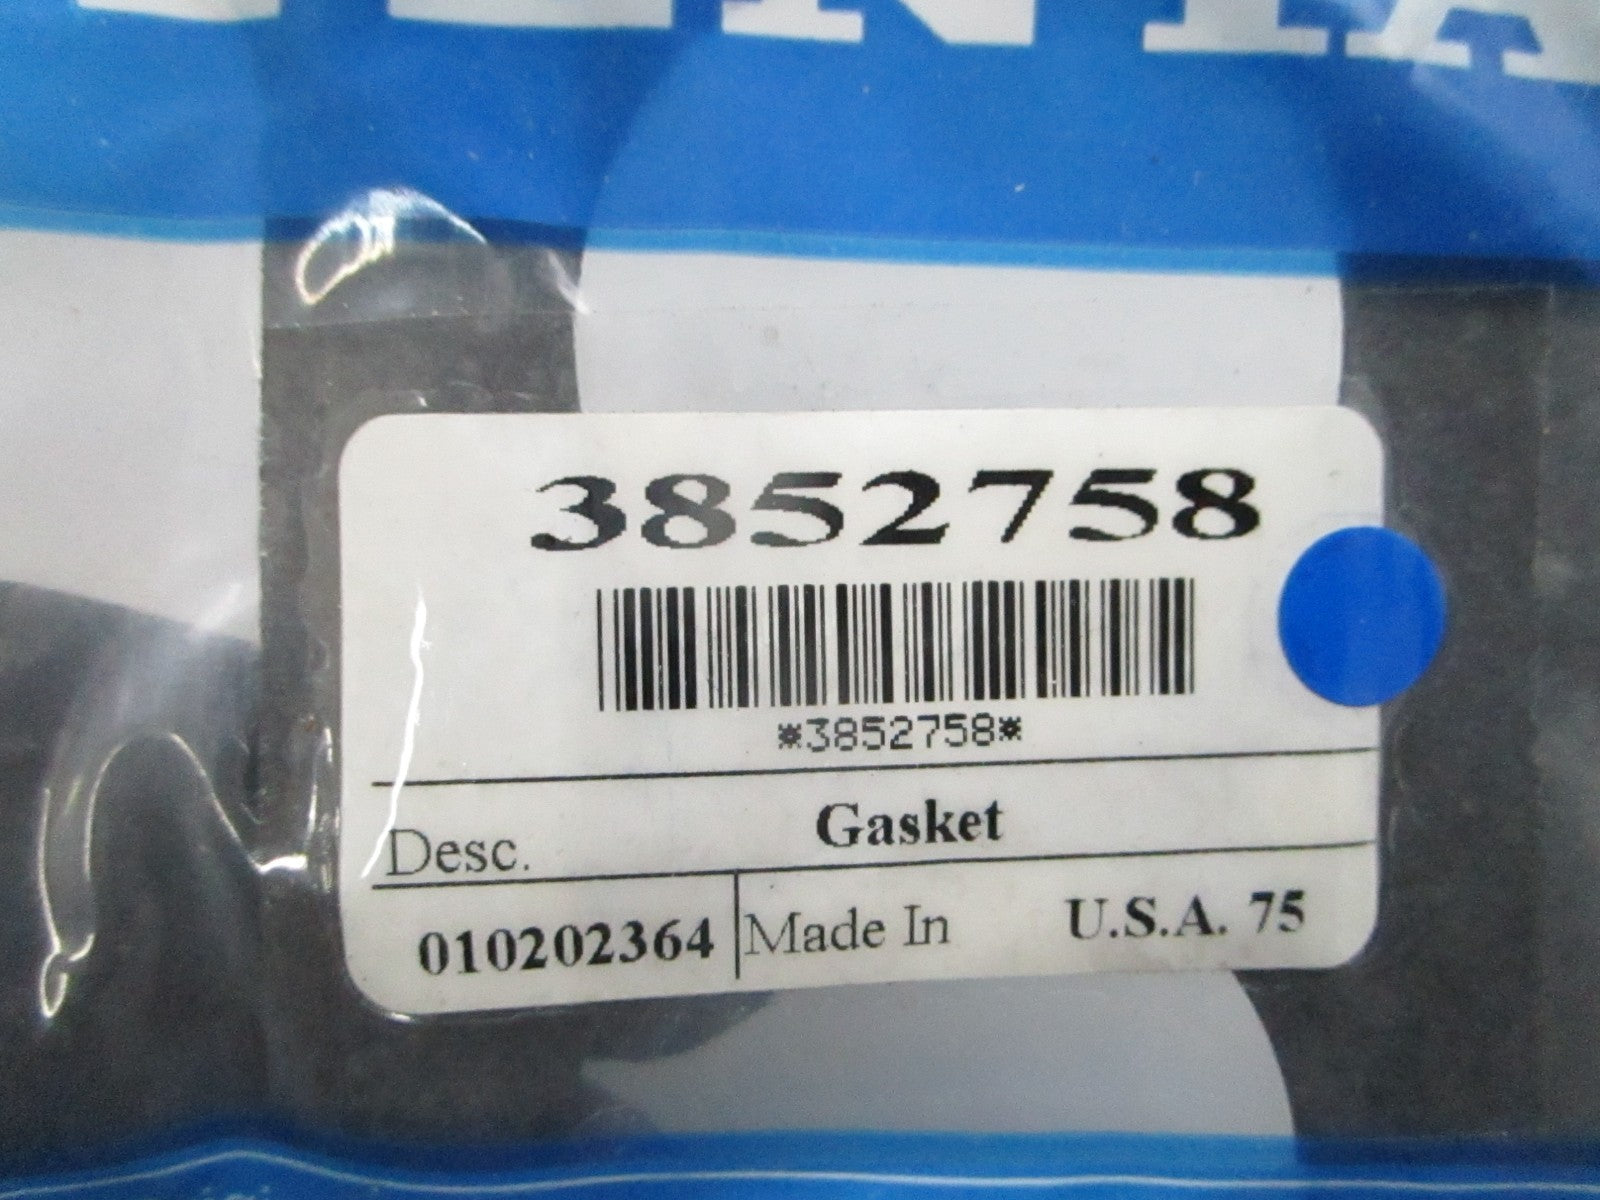 3852758
*3852758*
Desc. Gasket
010202364 Made In U.S.A. 75